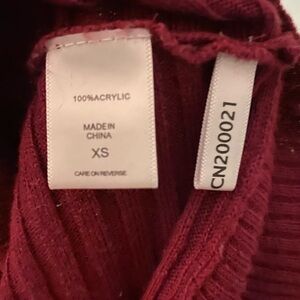 100%ACRYLIC
MADE IN
CHINA
XS
CARE ON REVERSE
CN200021